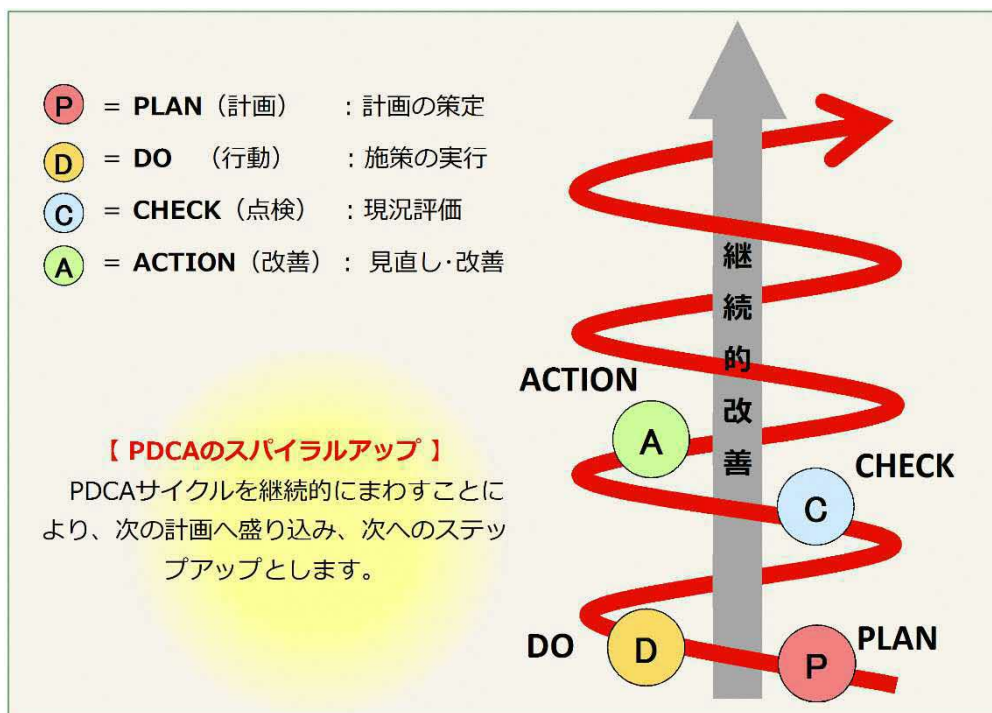 P = PLAN（計画） ：計画の策定
D = DO （行動） ：施策の実行
C = CHECK（点検） ：現況評価
A = ACTION（改善）： 見直し・改善
【 PDCAのスパイラルアップ 】
PDCAサイクルを継続的にまわすことに
より、次の計画へ盛り込み、次へのステッ
プアップとします。
継続的改善
ACTION
A
CHECK
C
DO
D
P
PLAN